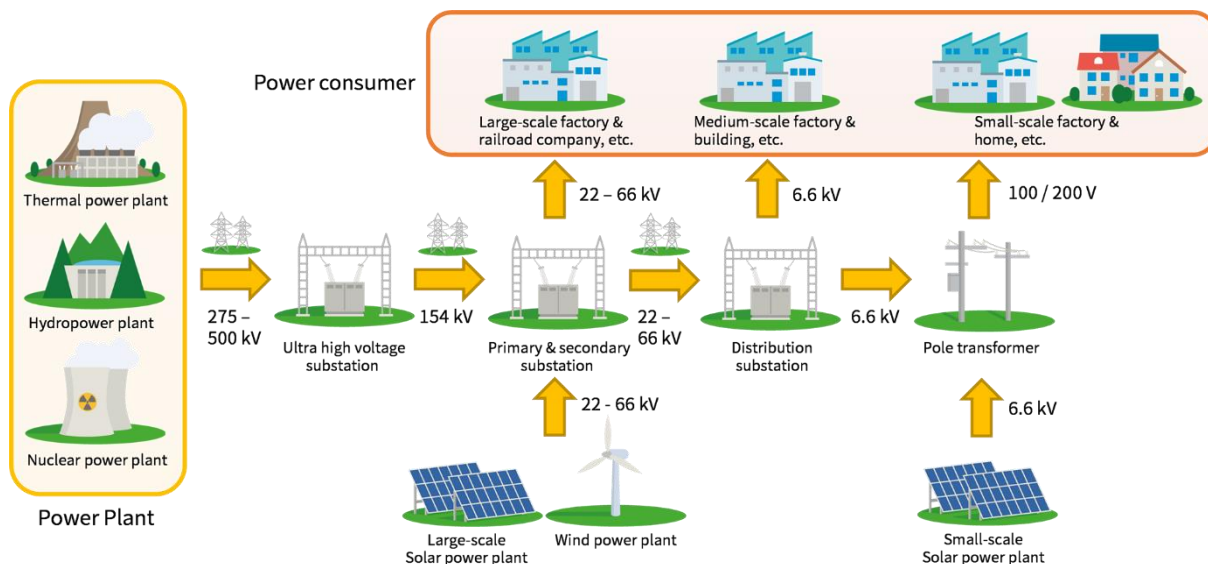 Power consumer
Large-scale factory &
railroad company, etc.
Medium-scale factory &
building, etc.
Small-scale factory &
home, etc.
Thermal power plant
Hydropower plant
Nuclear power plant
Power Plant
22 – 66 kV
6.6 kV
100 / 200 V
275 –
500 kV
Ultra high voltage
substation
154 kV
Primary & secondary
substation
22 –
66 kV
Distribution
substation
6.6 kV
Pole transformer
22 - 66 kV
6.6 kV
Large-scale
Solar power plant
Wind power plant
Small-scale
Solar power plant